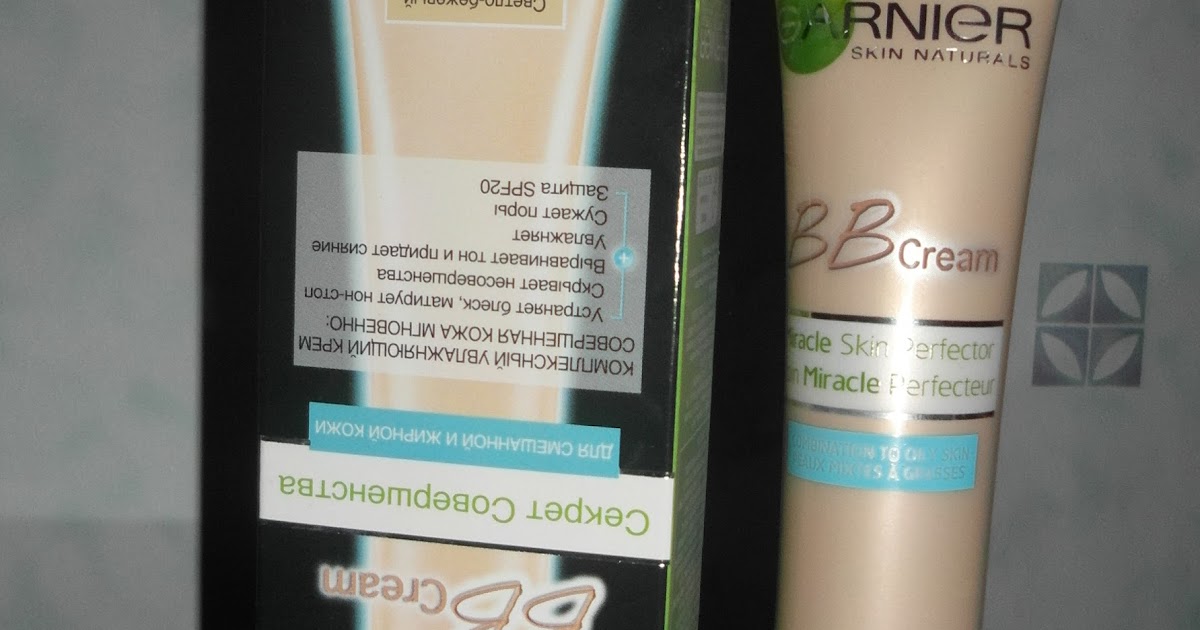 BB Cream
Секрет Совершенства
ДЛЯ СМЕШАННОЙ И ЖИРНОЙ КОЖИ
КОМПЛЕКСНЫЙ УВЛАЖНЯЮЩИЙ КРЕМ
СОВЕРШЕННАЯ КОЖА МГНОВЕННО:
Устраняет блеск, матирует нон-стоп
Скрывает несовершенства
Выравнивает тон и придает сияние
Увлажняет
Сужает поры
Защита SPF20
Светло-бежевый
GARNIER
SKIN NATURALS
BB Cream
Miracle Skin Perfector
Miracle Perfecteur
COMBINATION TO OILY SKIN
PEAUX MIXTES À GRASSES